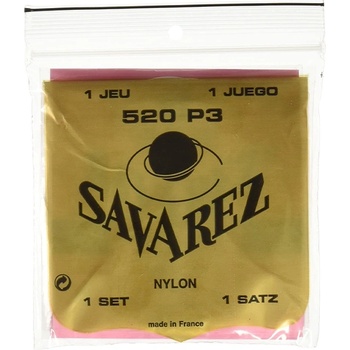 1 JEU 1 JUEGO
520 P3
SAVAREZ
NYLON
1 SET 1 SATZ
made in France